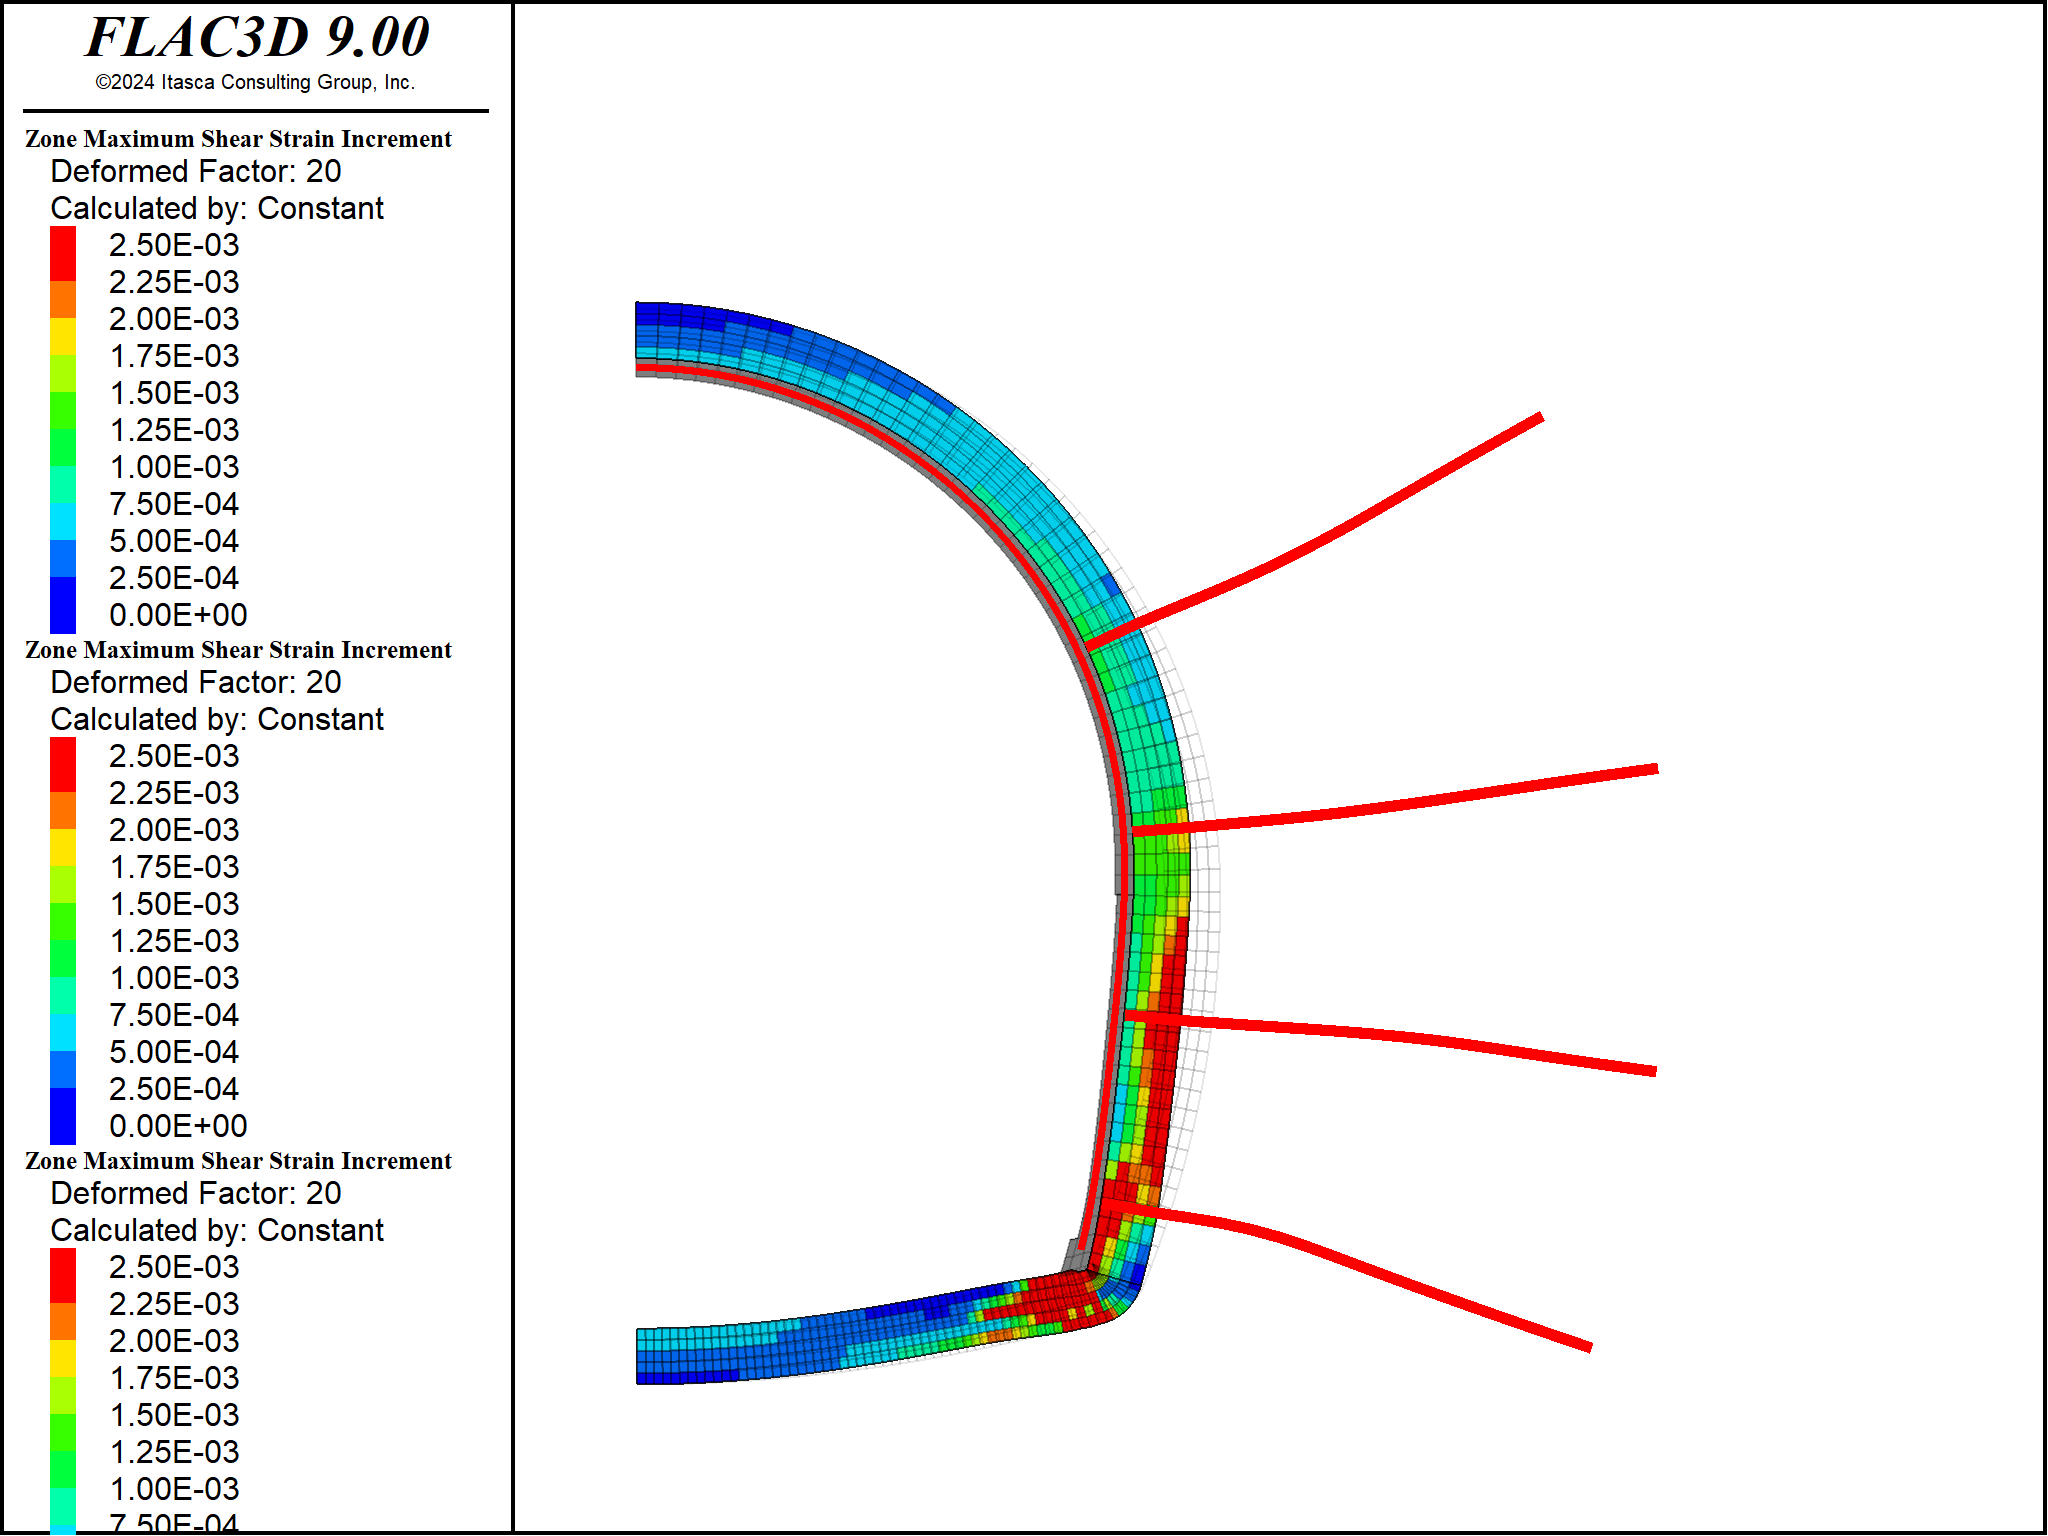 FLAC3D 9.00
©2024 Itasca Consulting Group, Inc.
Zone Maximum Shear Strain Increment
Deformed Factor: 20
Calculated by: Constant
2.50E-03
2.25E-03
2.00E-03
1.75E-03
1.50E-03
1.25E-03
1.00E-03
7.50E-04
5.00E-04
2.50E-04
0.00E+00
Zone Maximum Shear Strain Increment
Deformed Factor: 20
Calculated by: Constant
2.50E-03
2.25E-03
2.00E-03
1.75E-03
1.50E-03
1.25E-03
1.00E-03
7.50E-04
5.00E-04
2.50E-04
0.00E+00
Zone Maximum Shear Strain Increment
Deformed Factor: 20
Calculated by: Constant
2.50E-03
2.25E-03
2.00E-03
1.75E-03
1.50E-03
1.25E-03
1.00E-03
7.50E-04